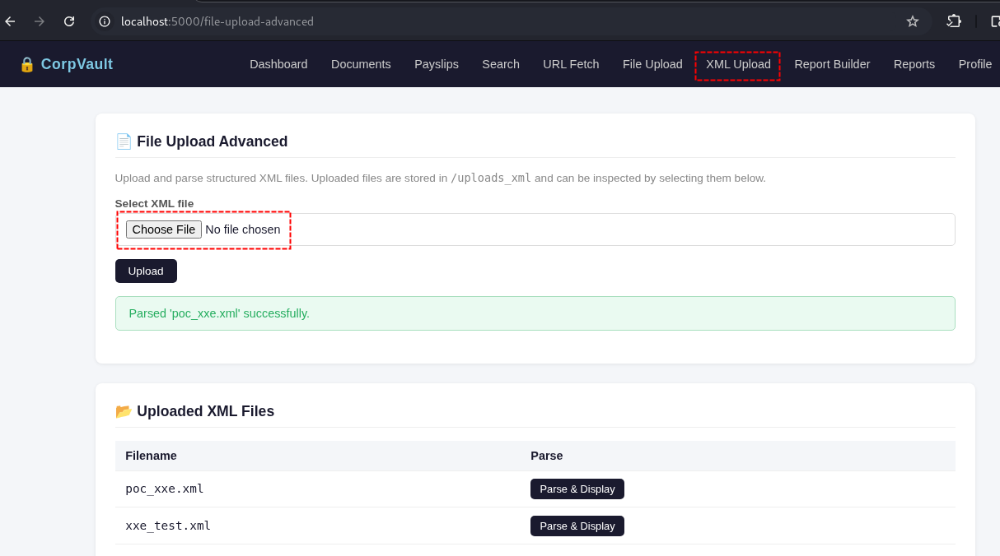 localhost:5000/file-upload-advanced
CorpVault Dashboard Documents Payslips Search URL Fetch File Upload XML Upload Report Builder Reports Profile
File Upload Advanced
Upload and parse structured XML files. Uploaded files are stored in /uploads_xml and can be inspected by selecting them below.
Select XML file
Choose File No file chosen
Upload
Parsed 'poc_xxe.xml' successfully.
Uploaded XML Files
Filename Parse
poc_xxe.xml Parse & Display
xxe_test.xml Parse & Display